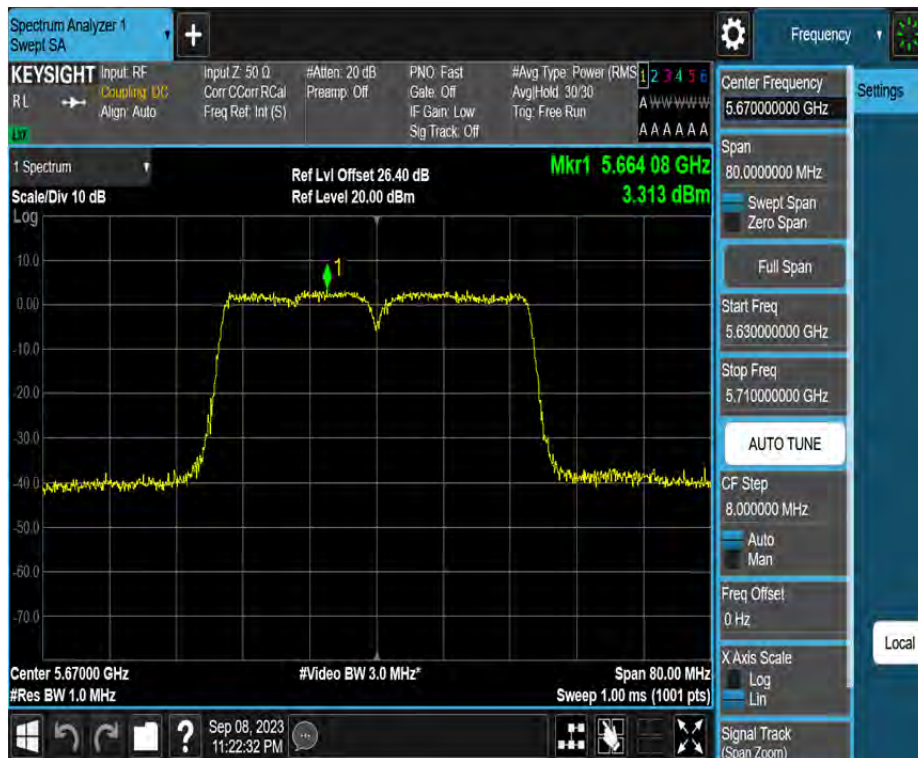 Spectrum Analyzer 1
Swept SA
+
Frequency
KEYSIGHT
RL
LXI
Input: RF
Coupling: DC
Align: Auto
Input Z: 50 Ω
Corr CCorr RCal
Freq Ref: Int (S)
#Atten: 20 dB
Preamp: Off
PNO: Fast
Gate: Off
IF Gain: Low
Sig Track: Off
#Avg Type: Power (RMS
Avg|Hold: 30/30
Trig: Free Run
1 2 3 4 5 6
A W W W W W
A A A A A A
1 Spectrum
Scale/Div 10 dB
Log
Ref Lvl Offset 26.40 dB
Ref Level 20.00 dBm
Mkr1 5.664 08 GHz
3.313 dBm
1
10.0
0.00
-10.0
-20.0
-30.0
-40.0
-50.0
-60.0
-70.0
Center 5.67000 GHz
#Res BW 1.0 MHz
#Video BW 3.0 MHz*
Span 80.00 MHz
Sweep 1.00 ms (1001 pts)
Sep 08, 2023
11:22:32 PM
?
Center Frequency
5.670000000 GHz
Span
80.0000000 MHz
Swept Span
Zero Span
Full Span
Start Freq
5.630000000 GHz
Stop Freq
5.710000000 GHz
AUTO TUNE
CF Step
8.000000 MHz
Auto
Man
Freq Offset
0 Hz
X Axis Scale
Log
Lin
Signal Track
(Span Zoom)
Settings
Local